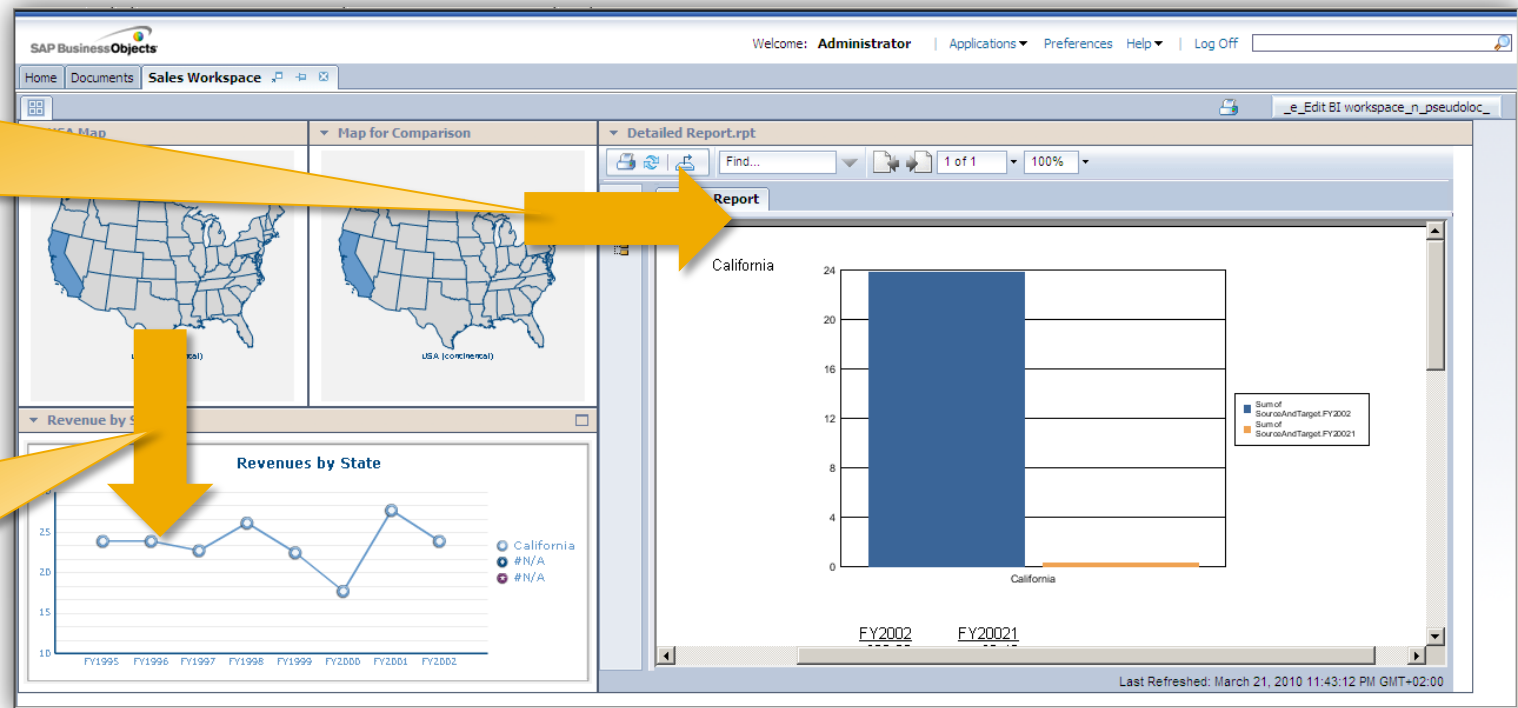 SAP BusinessObjects
Welcome: Administrator | Applications Preferences Help | Log Off
Home Documents Sales Workspace
_e_Edit BI workspace_n_pseudoloc_
Map
Map for Comparison
Detailed Report.rpt
Find...
1 of 1
100%
Report
USA (continental)
California
24
20
16
12
8
4
0
California
Sum of
SourceAndTarget.FY2002
Sum of
SourceAndTarget.FY20021
FY2002 FY20021
Revenue by
Revenues by State
25
20
15
10
FY1995 FY1996 FY1997 FY1998 FY1999 FY2000 FY2001 FY2002
California
#N/A
#N/A
Last Refreshed: March 21, 2010 11:43:12 PM GMT+02:00